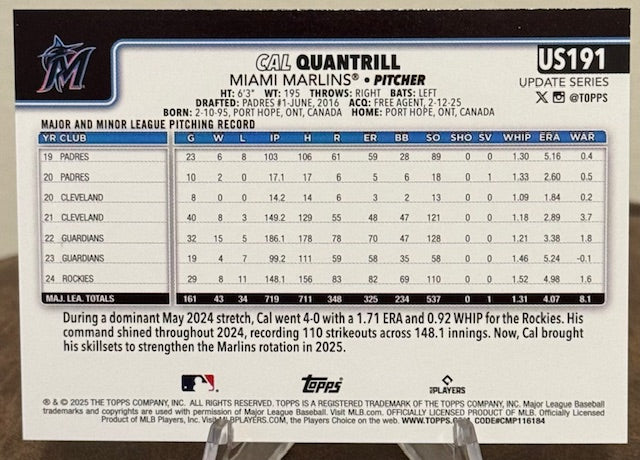 M
CAL QUANTRILL
MIAMI MARLINS® • PITCHER
US191
UPDATE SERIES
X @TOPPS
HT: 6'3" WT: 195 THROWS: RIGHT BATS: LEFT
DRAFTED: PADRES #1-JUNE, 2016 ACQ: FREE AGENT, 2-12-25
BORN: 2-10-95, PORT HOPE, ONT, CANADA HOME: PORT HOPE, ONT, CANADA
MAJOR AND MINOR LEAGUE PITCHING RECORD
YR CLUB G W L IP H R ER BB SO SHO SV WHIP ERA WAR
19 PADRES 23 6 8 103 106 61 59 28 89 0 0 1.30 5.16 0.4
20 PADRES 10 2 0 17.1 17 6 5 6 18 0 1 1.33 2.60 0.5
20 CLEVELAND 8 0 0 14.2 14 6 3 2 13 0 0 1.09 1.84 0.2
21 CLEVELAND 40 8 3 149.2 129 55 48 47 121 0 0 1.18 2.89 3.7
22 GUARDIANS 32 15 5 186.1 178 78 70 47 128 0 0 1.21 3.38 1.8
23 GUARDIANS 19 4 7 99.2 111 59 58 35 58 0 0 1.46 5.24 -0.1
24 ROCKIES 29 8 11 148.1 156 83 82 69 110 0 0 1.52 4.98 1.6
MAJ. LEA. TOTALS 161 43 34 719 711 348 325 234 537 0 1 1.31 4.07 8.1
During a dominant May 2024 stretch, Cal went 4-0 with a 1.71 ERA and 0.92 WHIP for the Rockies. His
command shined throughout 2024, recording 110 strikeouts across 148.1 innings. Now, Cal brought
his skillsets to strengthen the Marlins rotation in 2025.
Topps
PLAYERS
® & © 2025 THE TOPPS COMPANY, INC. ALL RIGHTS RESERVED. TOPPS IS A REGISTERED TRADEMARK OF THE TOPPS COMPANY, INC. Major League Baseball
trademarks and copyrights are used with permission of Major League Baseball. Visit MLB.com. OFFICIALLY LICENSED PRODUCT OF MLB. Officially Licensed
Product of MLB Players, Inc. Visit MLBPLAYERS.COM, the Players Choice on the web. WWW.TOPPS. CODE#CMP116184